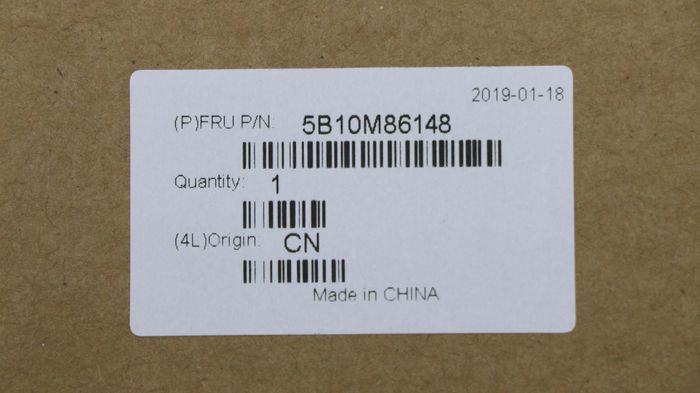 2019-01-18
(P)FRU P/N: 5B10M86148
Quantity: 1
(4L)Origin: CN
Made in CHINA